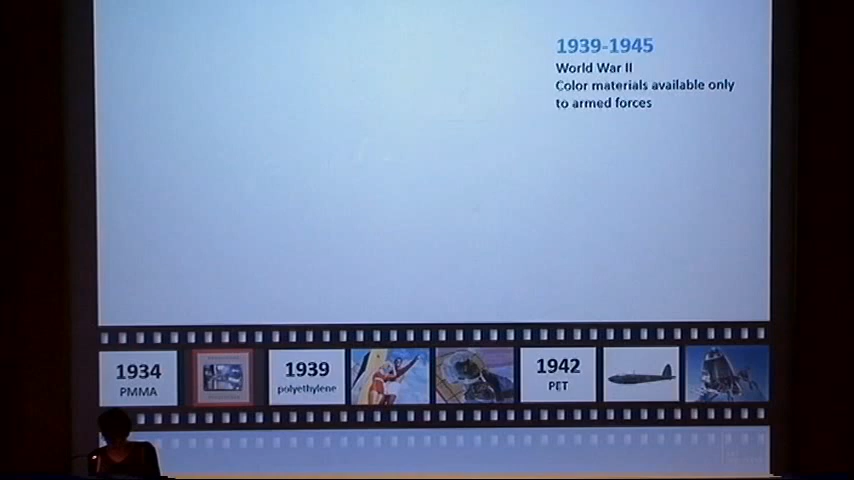 1939-1945
World War II
Color materials available only
to armed forces
1934
PMMA
1939
polyethylene
1942
PET